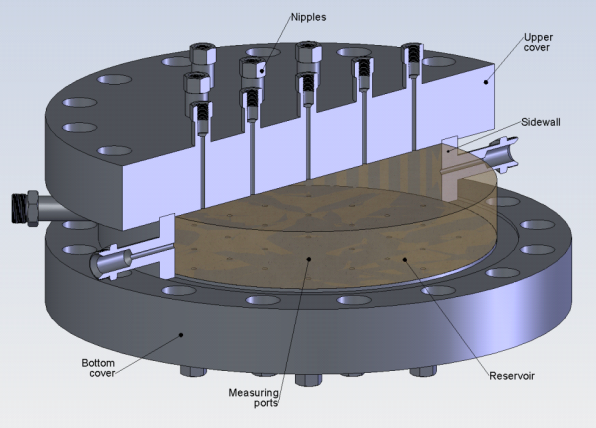 Nipples
Upper
cover
Sidewall
Bottom
cover
Measuring
ports
Reservoir